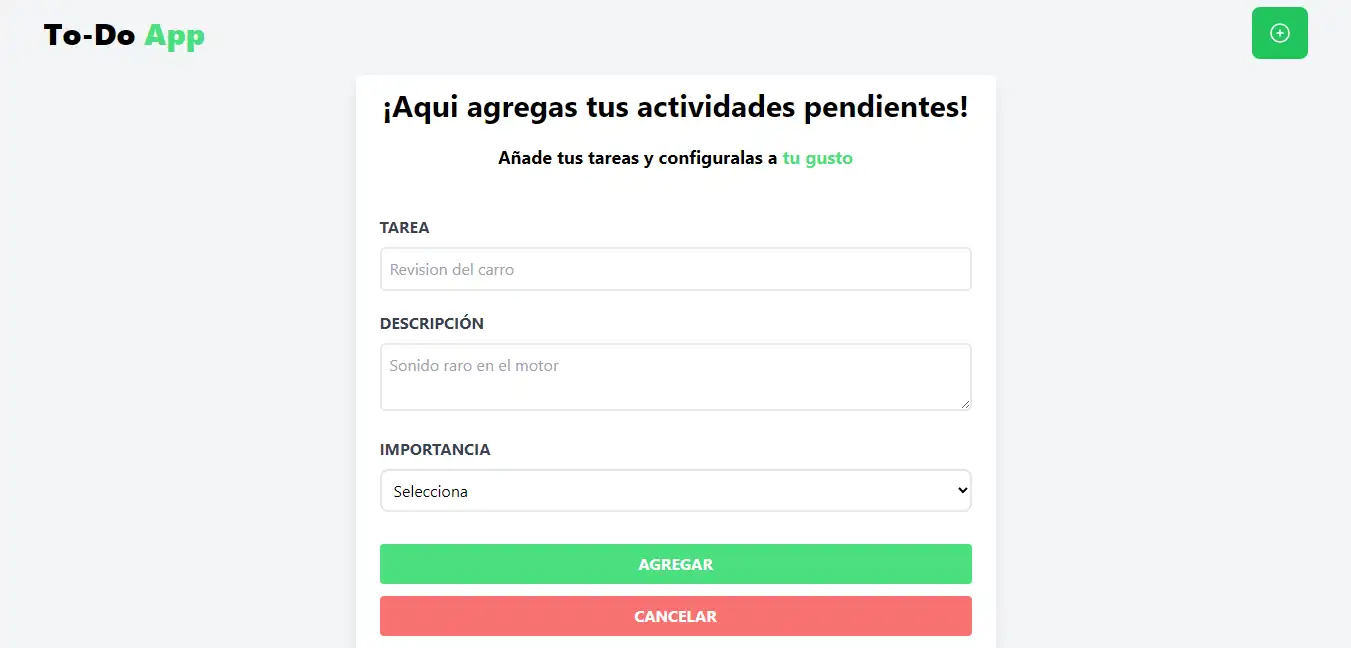 To-Do App
¡Aqui agregas tus actividades pendientes!
Añade tus tareas y configuralas a tu gusto
TAREA
Revision del carro
DESCRIPCIÓN
Sonido raro en el motor
IMPORTANCIA
Selecciona
AGREGAR
CANCELAR